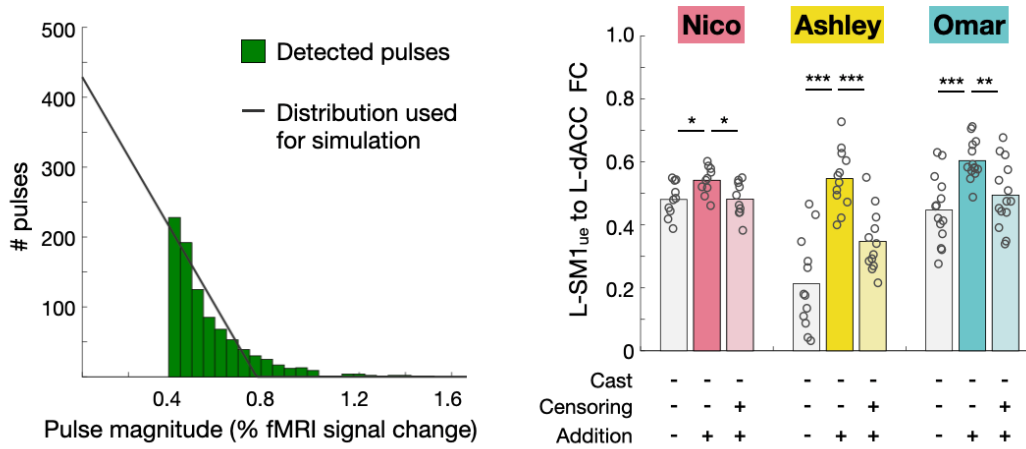 500
400
300
200
100
# pulses
Detected pulses
Distribution used
for simulation
0.4 0.8 1.2 1.6
Pulse magnitude (% fMRI signal change)
Nico Ashley Omar
1.0
0.8
0.6
0.4
0.2
0
L-SM1ue to L-dACC FC
* * *** *** *** **
Cast - - - - - - - - -
Censoring - - + - - + - - +
Addition - + + - + + - + +